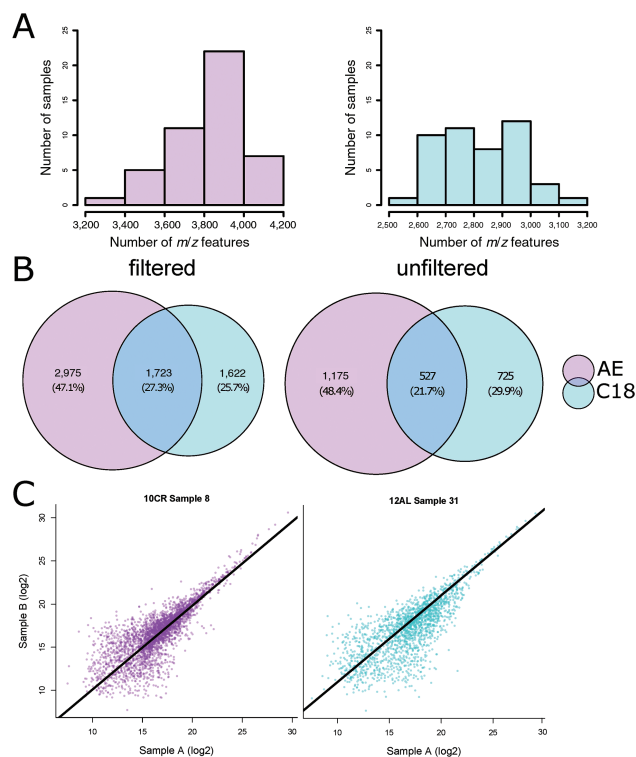 A
Number of samples
25
20
15
10
5
0
3,200 3,400 3,600 3,800 4,000 4,200
Number of m/z features
Number of samples
25
20
15
10
5
0
2,500 2,600 2,700 2,800 2,900 3,000 3,100 3,200
Number of m/z features
B
filtered
unfiltered
2,975
(47.1%)
1,723
(27.3%)
1,622
(25.7%)
1,175
(48.4%)
527
(21.7%)
725
(29.9%)
AE
C18
C
10CR Sample 8
12AL Sample 31
Sample B (log2)
30
25
20
15
10
10 15 20 25 30
Sample A (log2)
10 15 20 25 30
Sample A (log2)